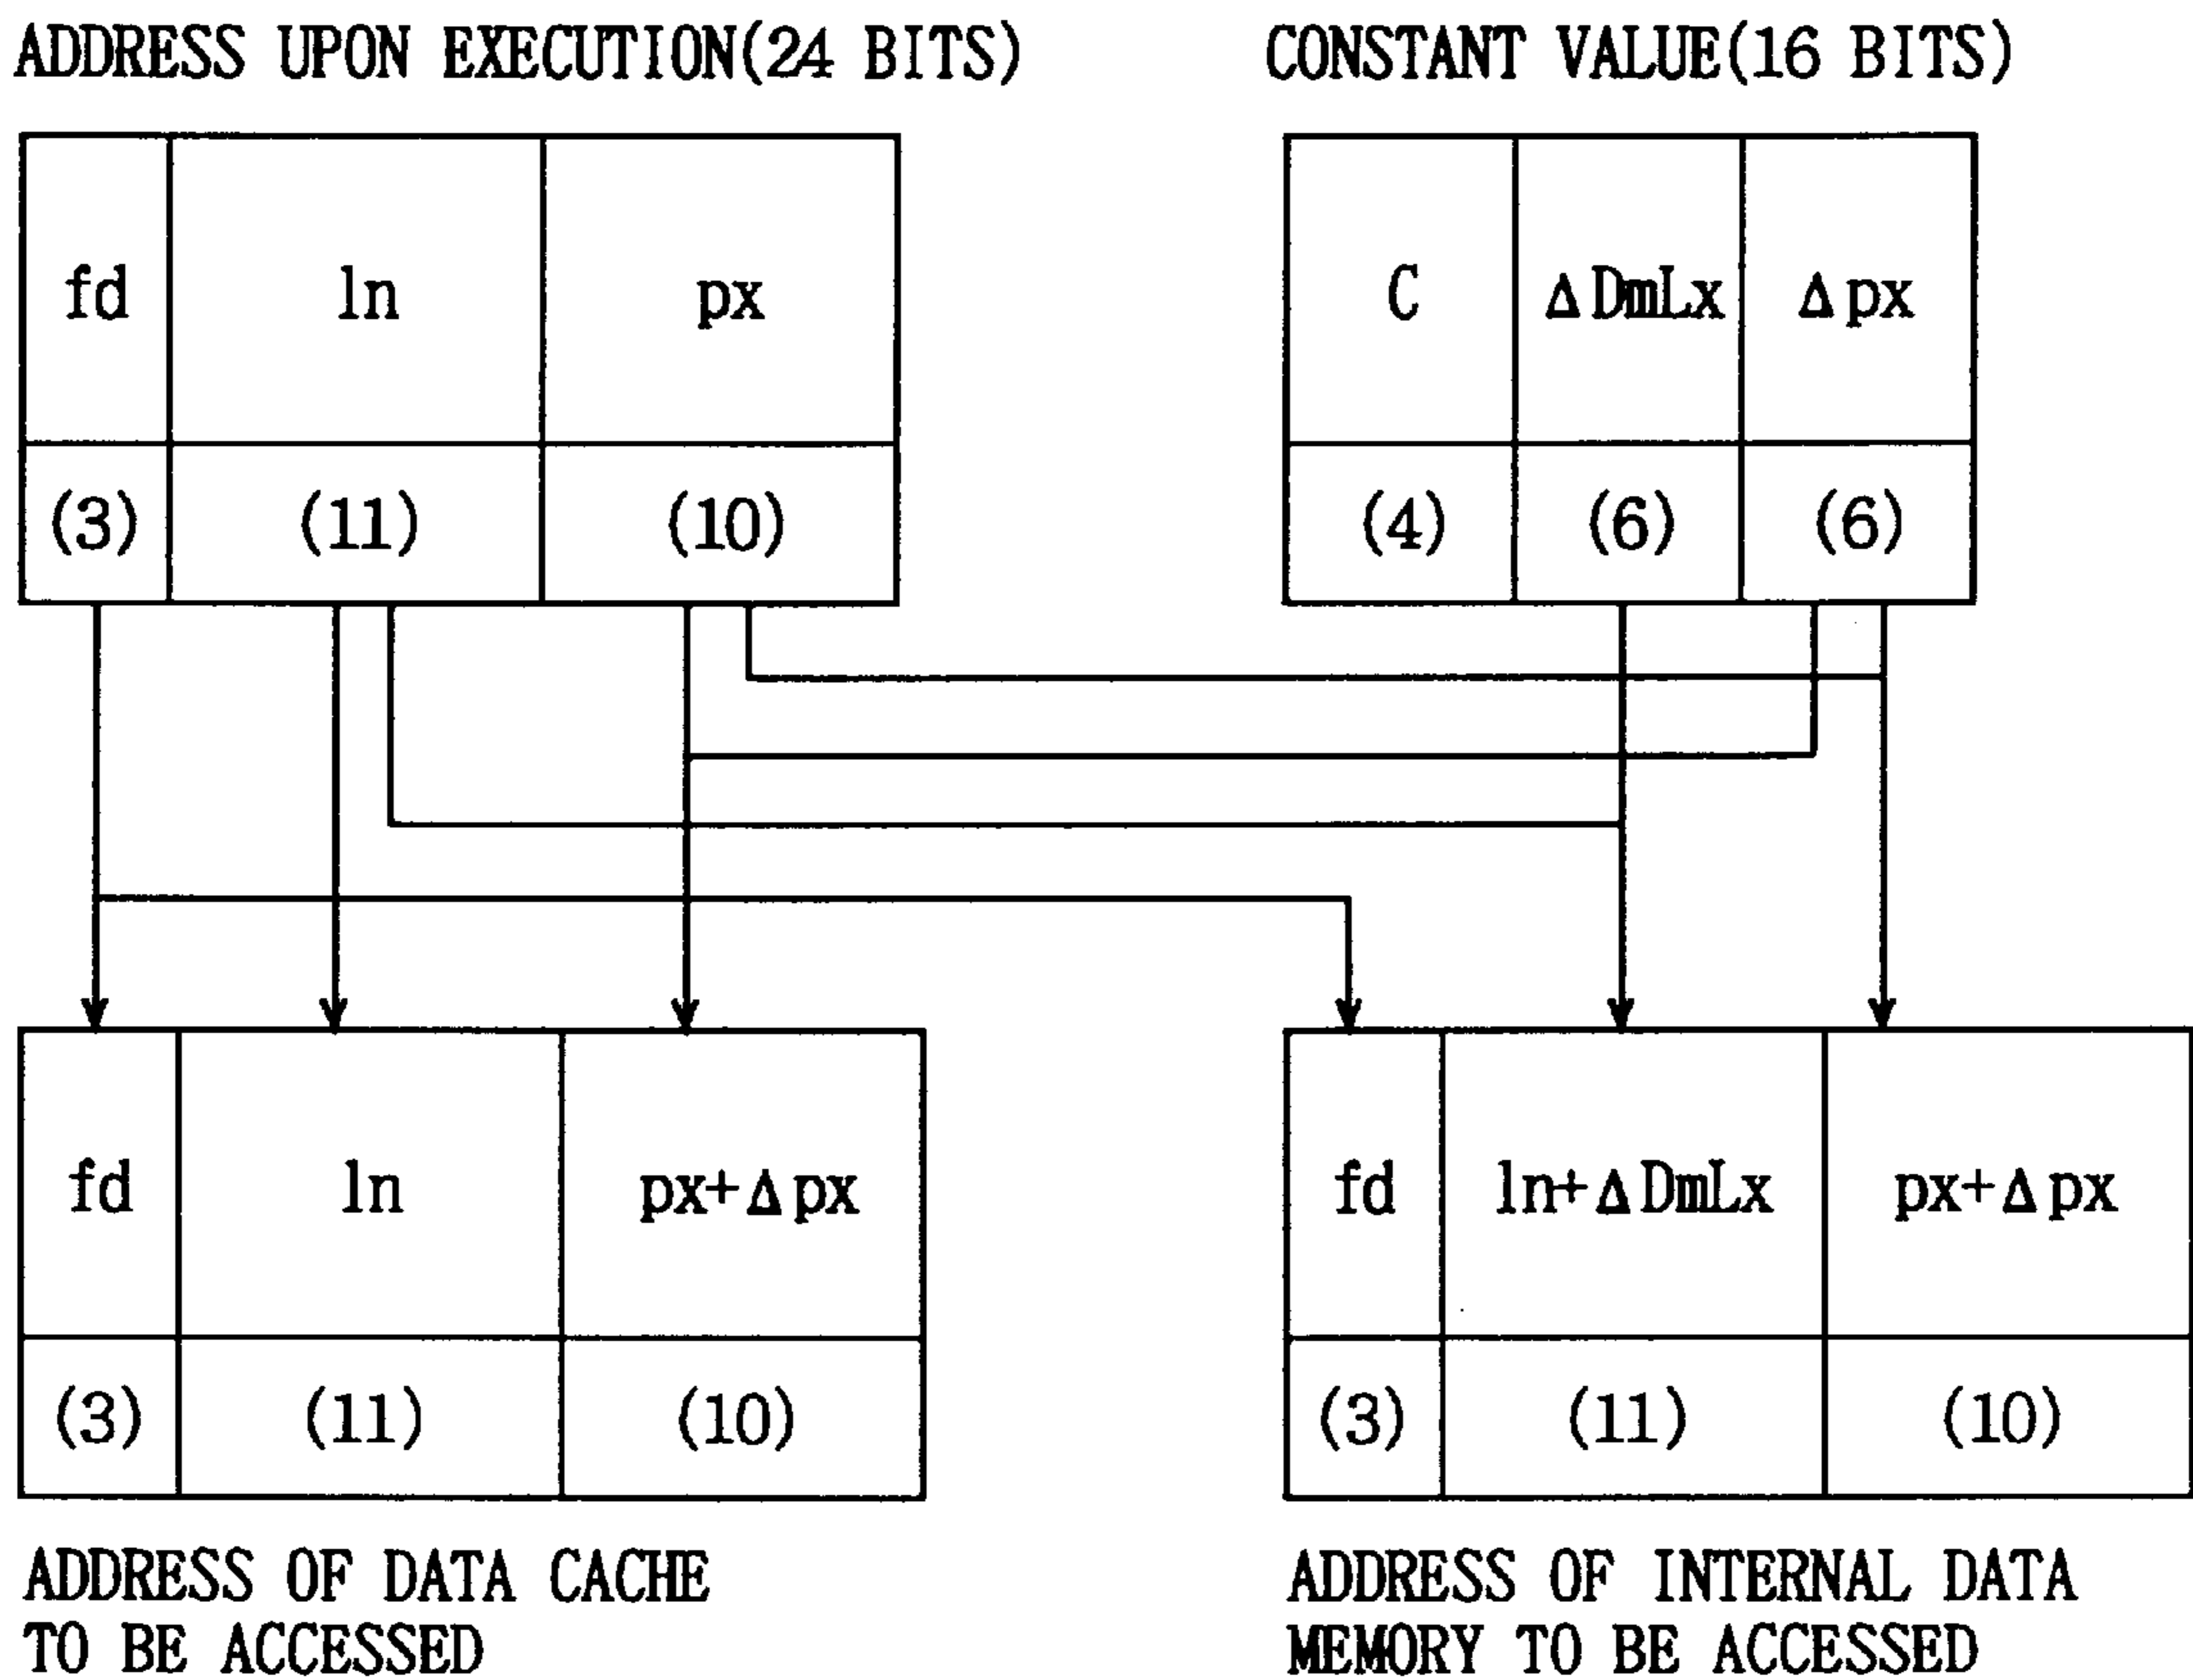 ADDRESS UPON EXECUTION(24 BITS)
CONSTANT VALUE(16 BITS)
fd ln px
(3) (11) (10)
C ΔDmLx Δpx
(4) (6) (6)
fd ln px+Δpx
(3) (11) (10)
fd ln+ΔDmLx px+Δpx
(3) (11) (10)
ADDRESS OF DATA CACHE
TO BE ACCESSED
ADDRESS OF INTERNAL DATA
MEMORY TO BE ACCESSED